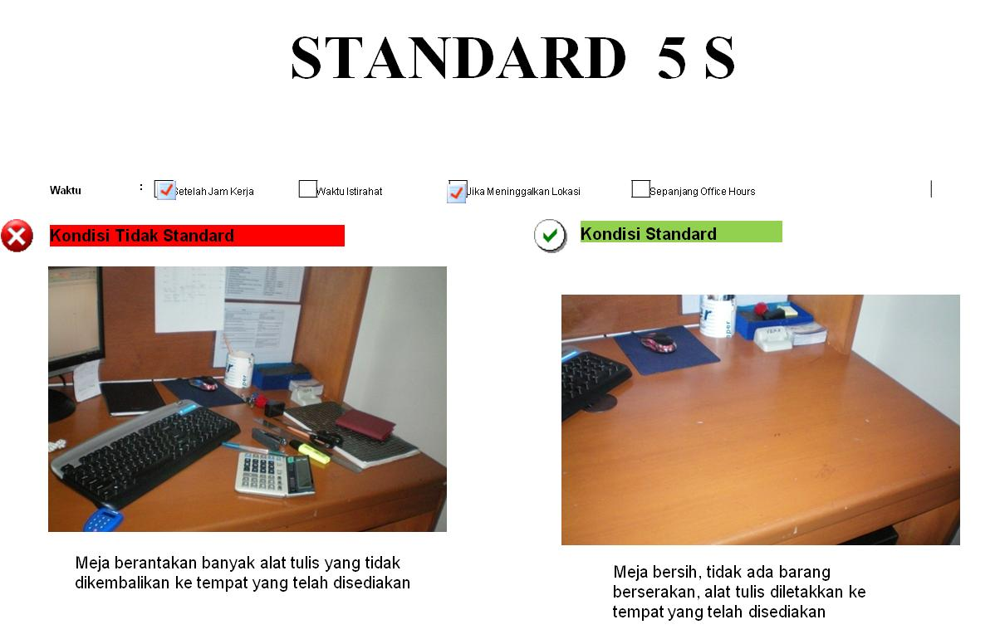 STANDARD 5 S
Waktu : Setelah Jam Kerja Waktu Istirahat Jika Meninggalkan Lokasi Sepanjang Office Hours
Kondisi Tidak Standard
Kondisi Standard
Meja berantakan banyak alat tulis yang tidak
dikembalikan ke tempat yang telah disediakan
Meja bersih, tidak ada barang
berserakan, alat tulis diletakkan ke
tempat yang telah disediakan